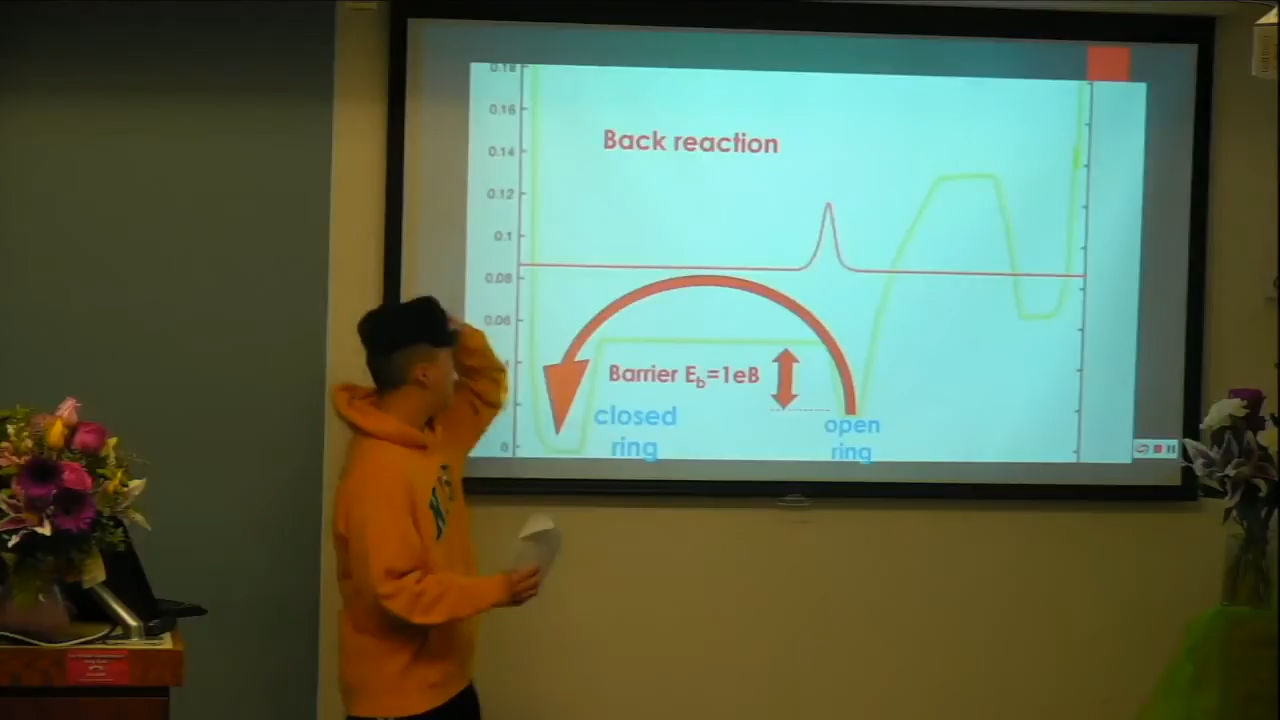 0.18
0.16
0.14
0.12
0.1
0.08
0.06
0
Back reaction
Barrier Eb=1eB
closed
ring
open
ring